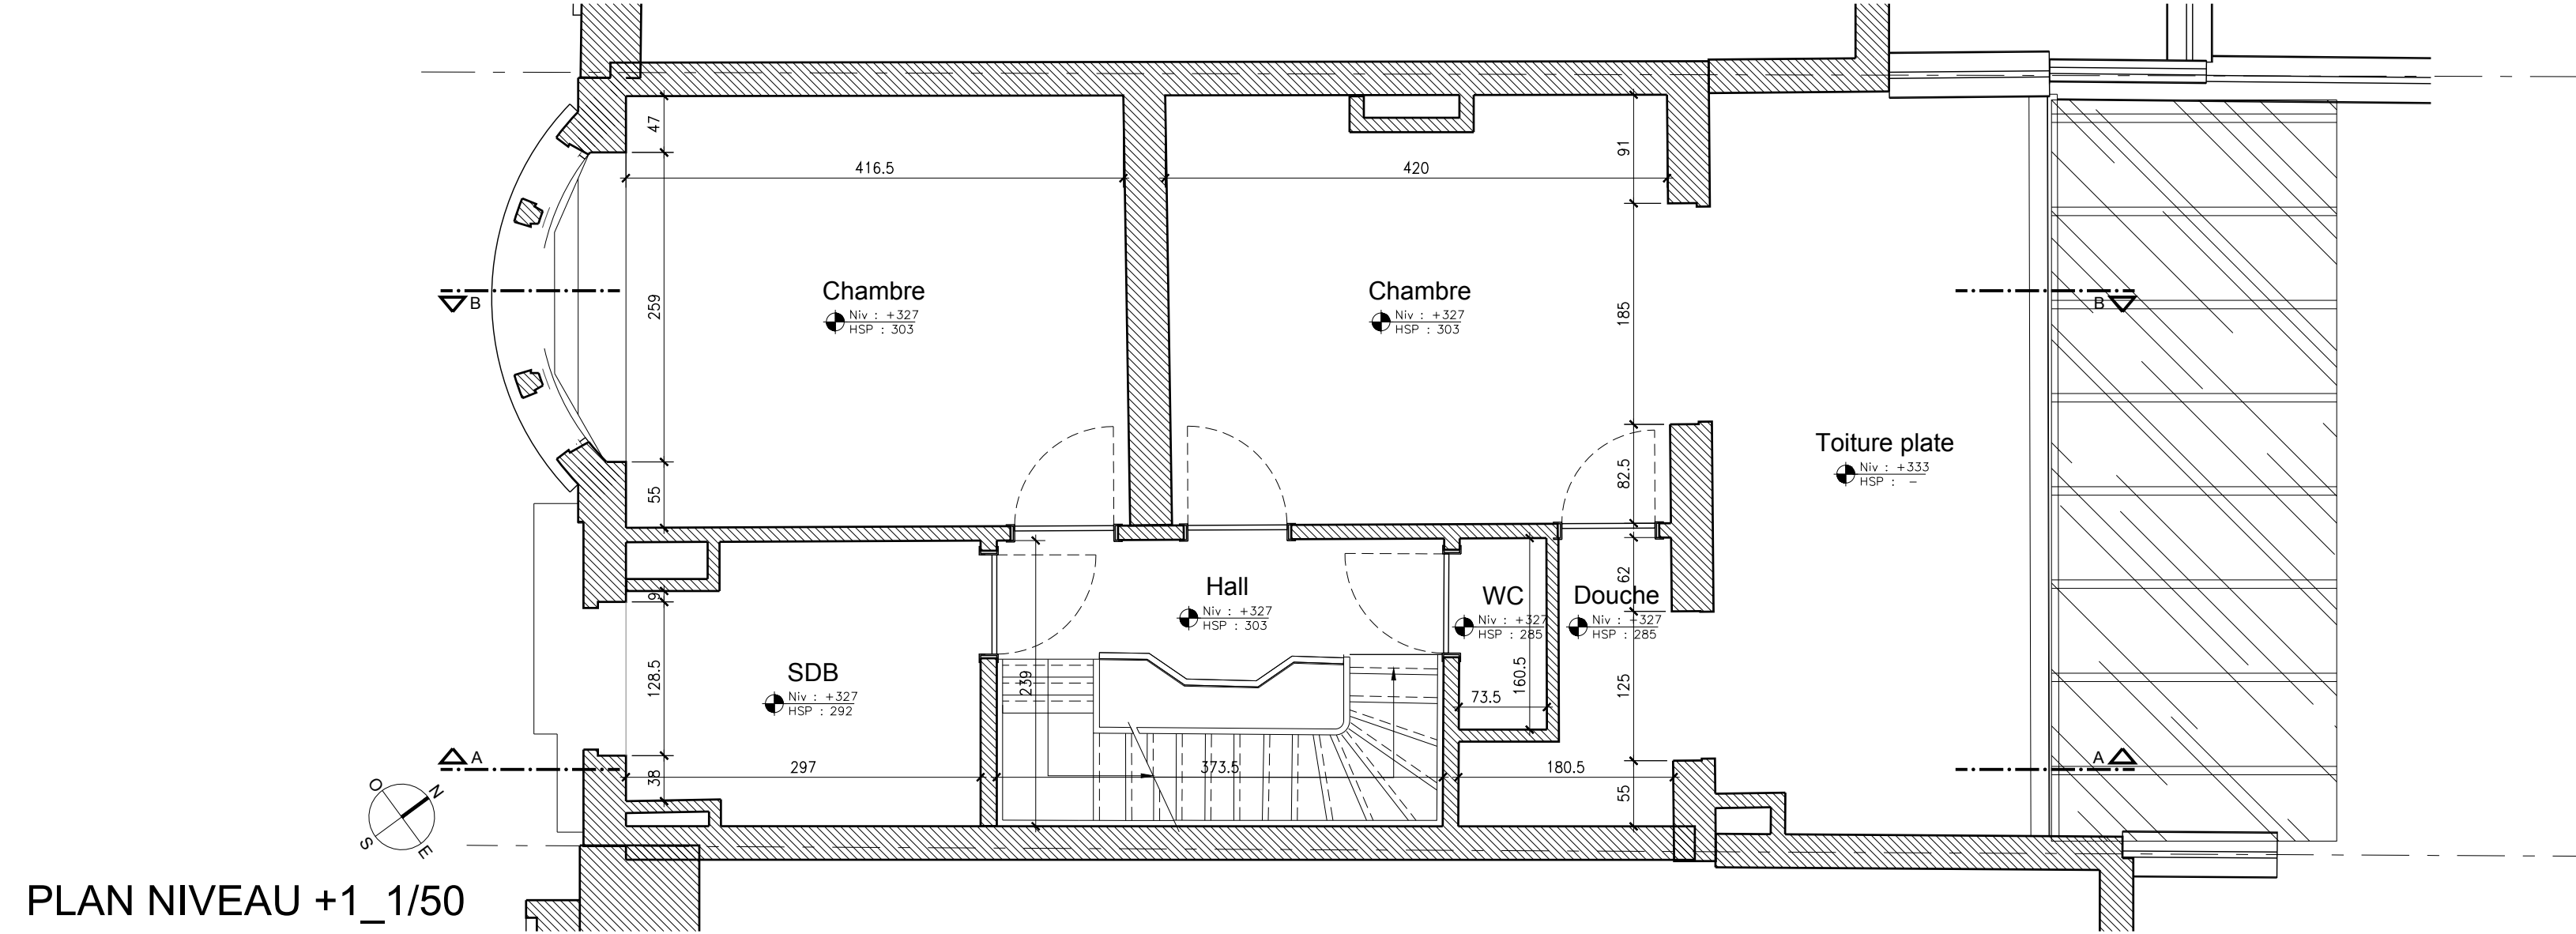 47
416.5
420
91
Chambre
Niv : +327
HSP : 303
Chambre
Niv : +327
HSP : 303
B
259
185
B
Toiture plate
Niv : +333
HSP : –
55
82.5
Hall
Niv : +327
HSP : 303
WC
Niv : +327
HSP : 285
Douche
Niv : +327
HSP : 285
62
9
SDB
Niv : +327
HSP : 292
128.5
239
73.5
160.5
125
A
A
38
297
373.5
180.5
55
O
N
S
E
PLAN NIVEAU +1_1/50